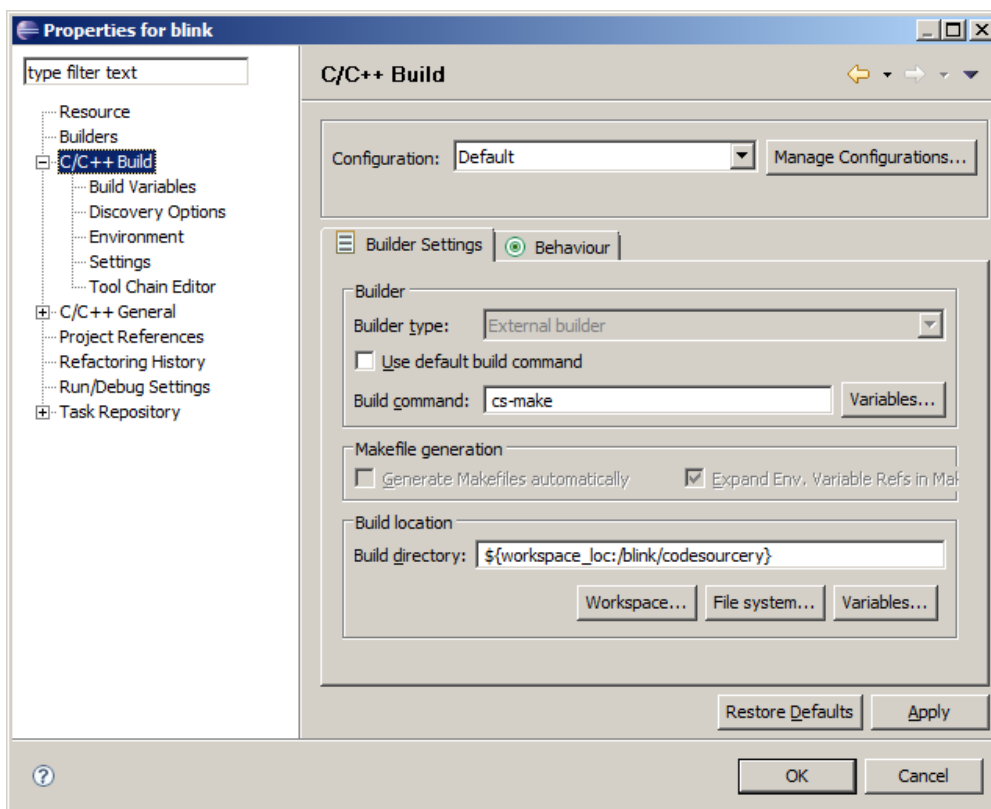 Properties for blink
type filter text
Resource
Builders
C/C++ Build
Build Variables
Discovery Options
Environment
Settings
Tool Chain Editor
C/C++ General
Project References
Refactoring History
Run/Debug Settings
Task Repository
C/C++ Build
Configuration: Default Manage Configurations...
Builder Settings Behaviour
Builder
Builder type: External builder
Use default build command
Build command: cs-make Variables...
Makefile generation
Generate Makefiles automatically Expand Env. Variable Refs in Mak
Build location
Build directory: ${workspace_loc:/blink/codesourcery}
Workspace... File system... Variables...
Restore Defaults Apply
? OK Cancel